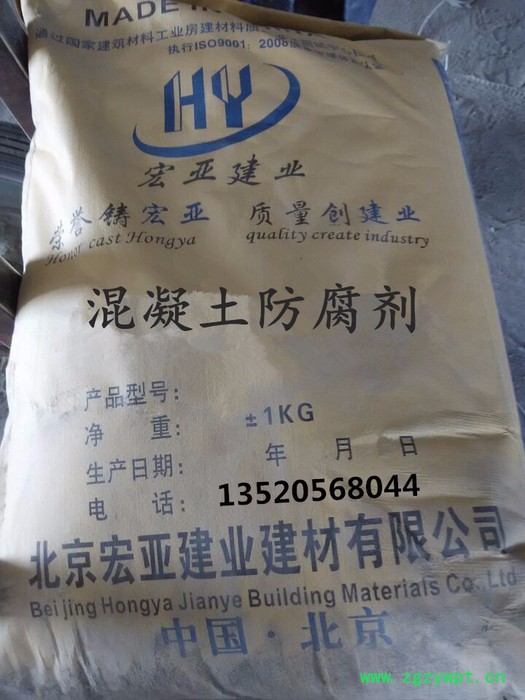 MADE IN
通过国家建筑材料工业房建材料质
执行ISO9001：2008
HY
宏亚建业
荣誉铸宏亚 质量创建业
Honor cast Hongya quality create industry
混凝土防腐剂
产品型号：
净 重： ±1KG
生产日期： 年 月 日
电 话： 13520568044
北京宏亚建业建材有限公司
Beijing Hongya Jianye Building Materials Co.,Ltd
中国·北京
www.zgzywpt.cn